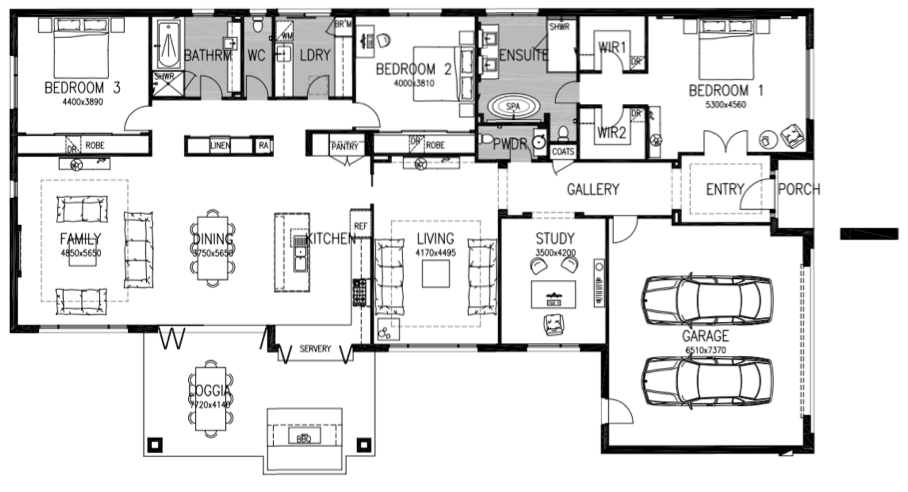 BR'M
SHWR
WM
BATHRM
WC
LDRY
ENSUITE
WIR1
DR
BEDROOM 2
4000x3810
SHWR
BEDROOM 3
4400x3890
BEDROOM 1
5300x4560
SPA
DR
WIR2
DR
ROBE
LINEN
RA
PANTRY
DR
ROBE
PWDR
COATS
GALLERY
ENTRY
PORCH
REF
FAMILY
4850x5650
DINING
3750x5650
KITCHEN
LIVING
4170x4495
STUDY
3500x4200
GARAGE
6510x7370
SERVERY
LOGGIA
7720x4140
BBQ